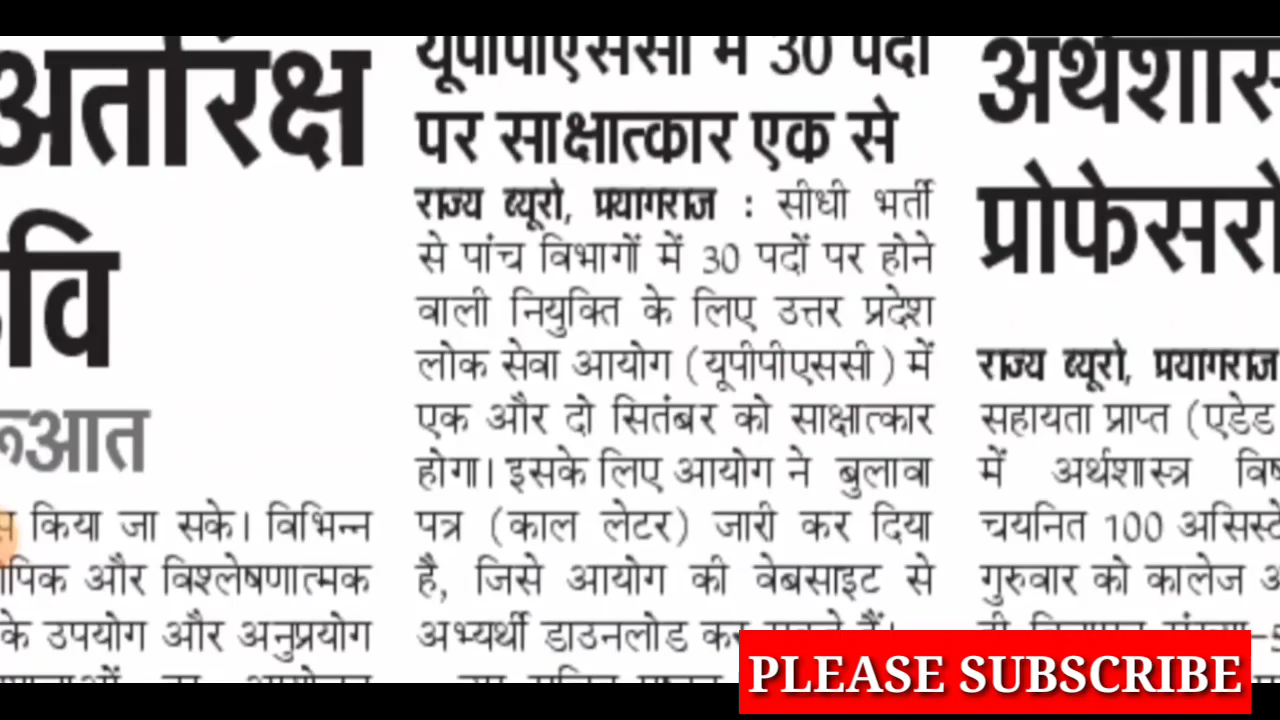 अंतरिक्ष
वि
रूआत
किया जा सके। विभिन्न
और विश्लेषणात्मक
के उपयोग और अनुप्रयोग
यूपीपीएससी में 30 पदों
पर साक्षात्कार एक से
राज्य ब्यूरो, प्रयागराज : सीधी भर्ती
से पांच विभागों में 30 पदों पर होने
वाली नियुक्ति के लिए उत्तर प्रदेश
लोक सेवा आयोग (यूपीपीएससी) में
एक और दो सितंबर को साक्षात्कार
होगा। इसके लिए आयोग ने बुलावा
पत्र (काल लेटर) जारी कर दिया
है, जिसे आयोग की वेबसाइट से
अभ्यर्थी डाउनलोड कर
अर्थशास
प्रोफेसरो
राज्य ब्यूरो, प्रयागराज
सहायता प्राप्त (एडेड
में अर्थशास्त्र विष
चयनित 100 असिस्टे
गुरुवार को कालेज
PLEASE SUBSCRIBE